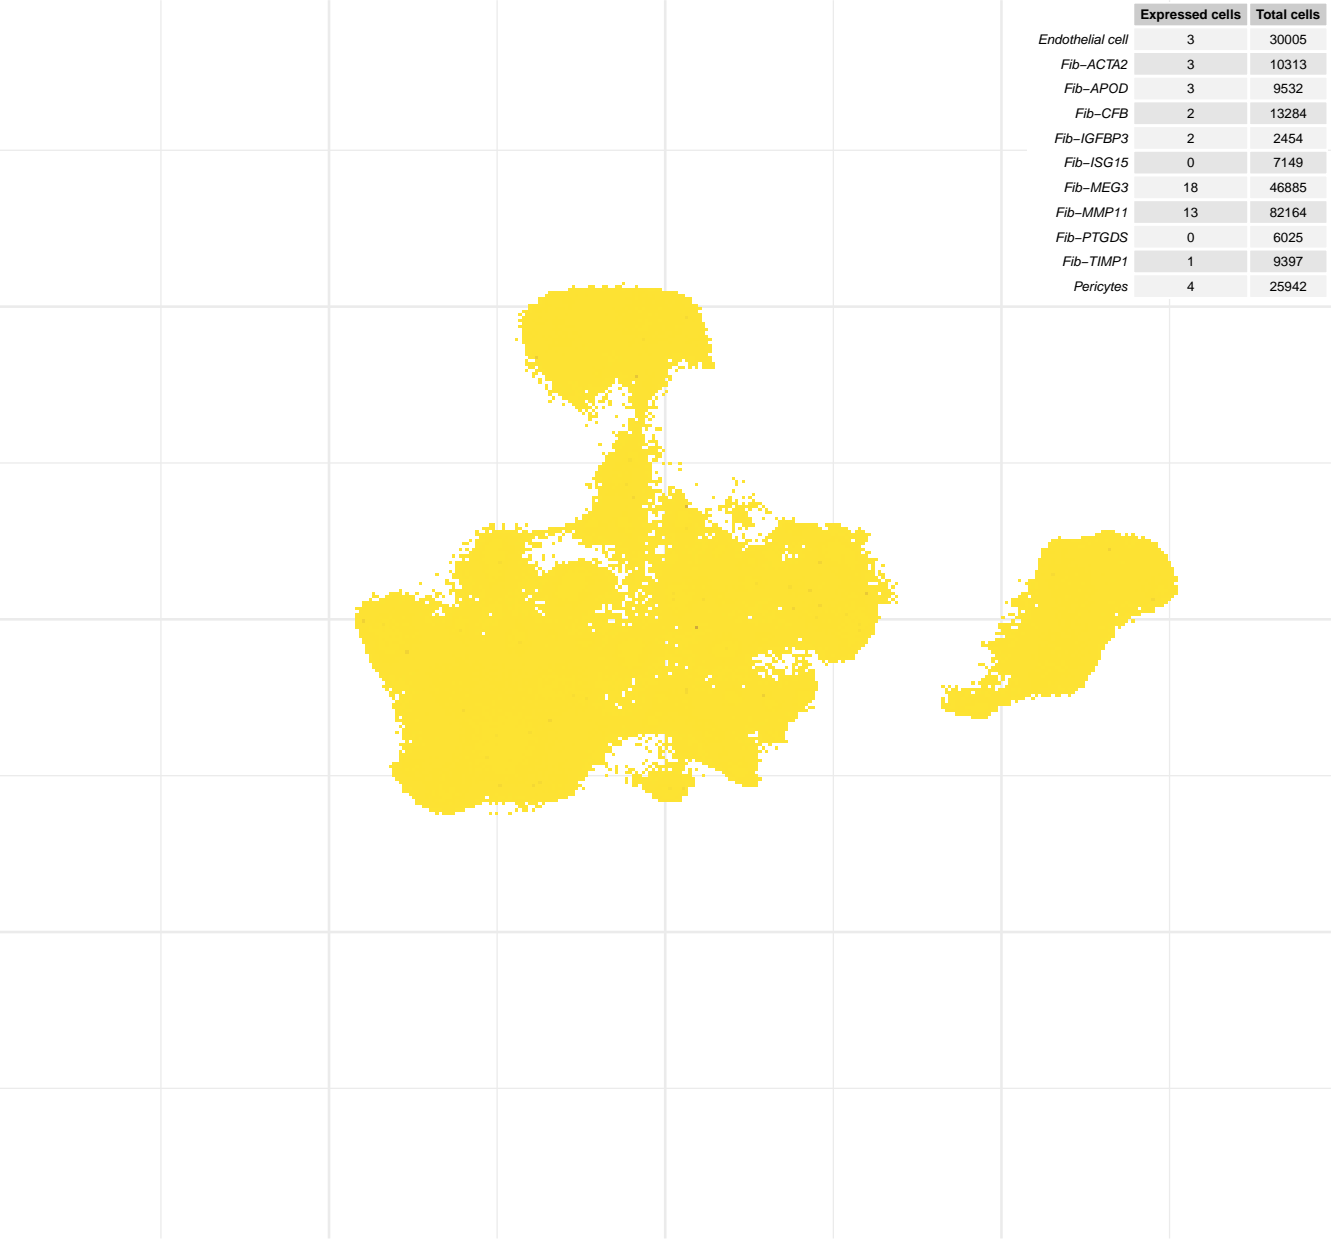 Expressed cells Total cells
Endothelial cell 3 30005
Fib−ACTA2 3 10313
Fib−APOD 3 9532
Fib−CFB 2 13284
Fib−IGFBP3 2 2454
Fib−ISG15 0 7149
Fib−MEG3 18 46885
Fib−MMP11 13 82164
Fib−PTGDS 0 6025
Fib−TIMP1 1 9397
Pericytes 4 25942